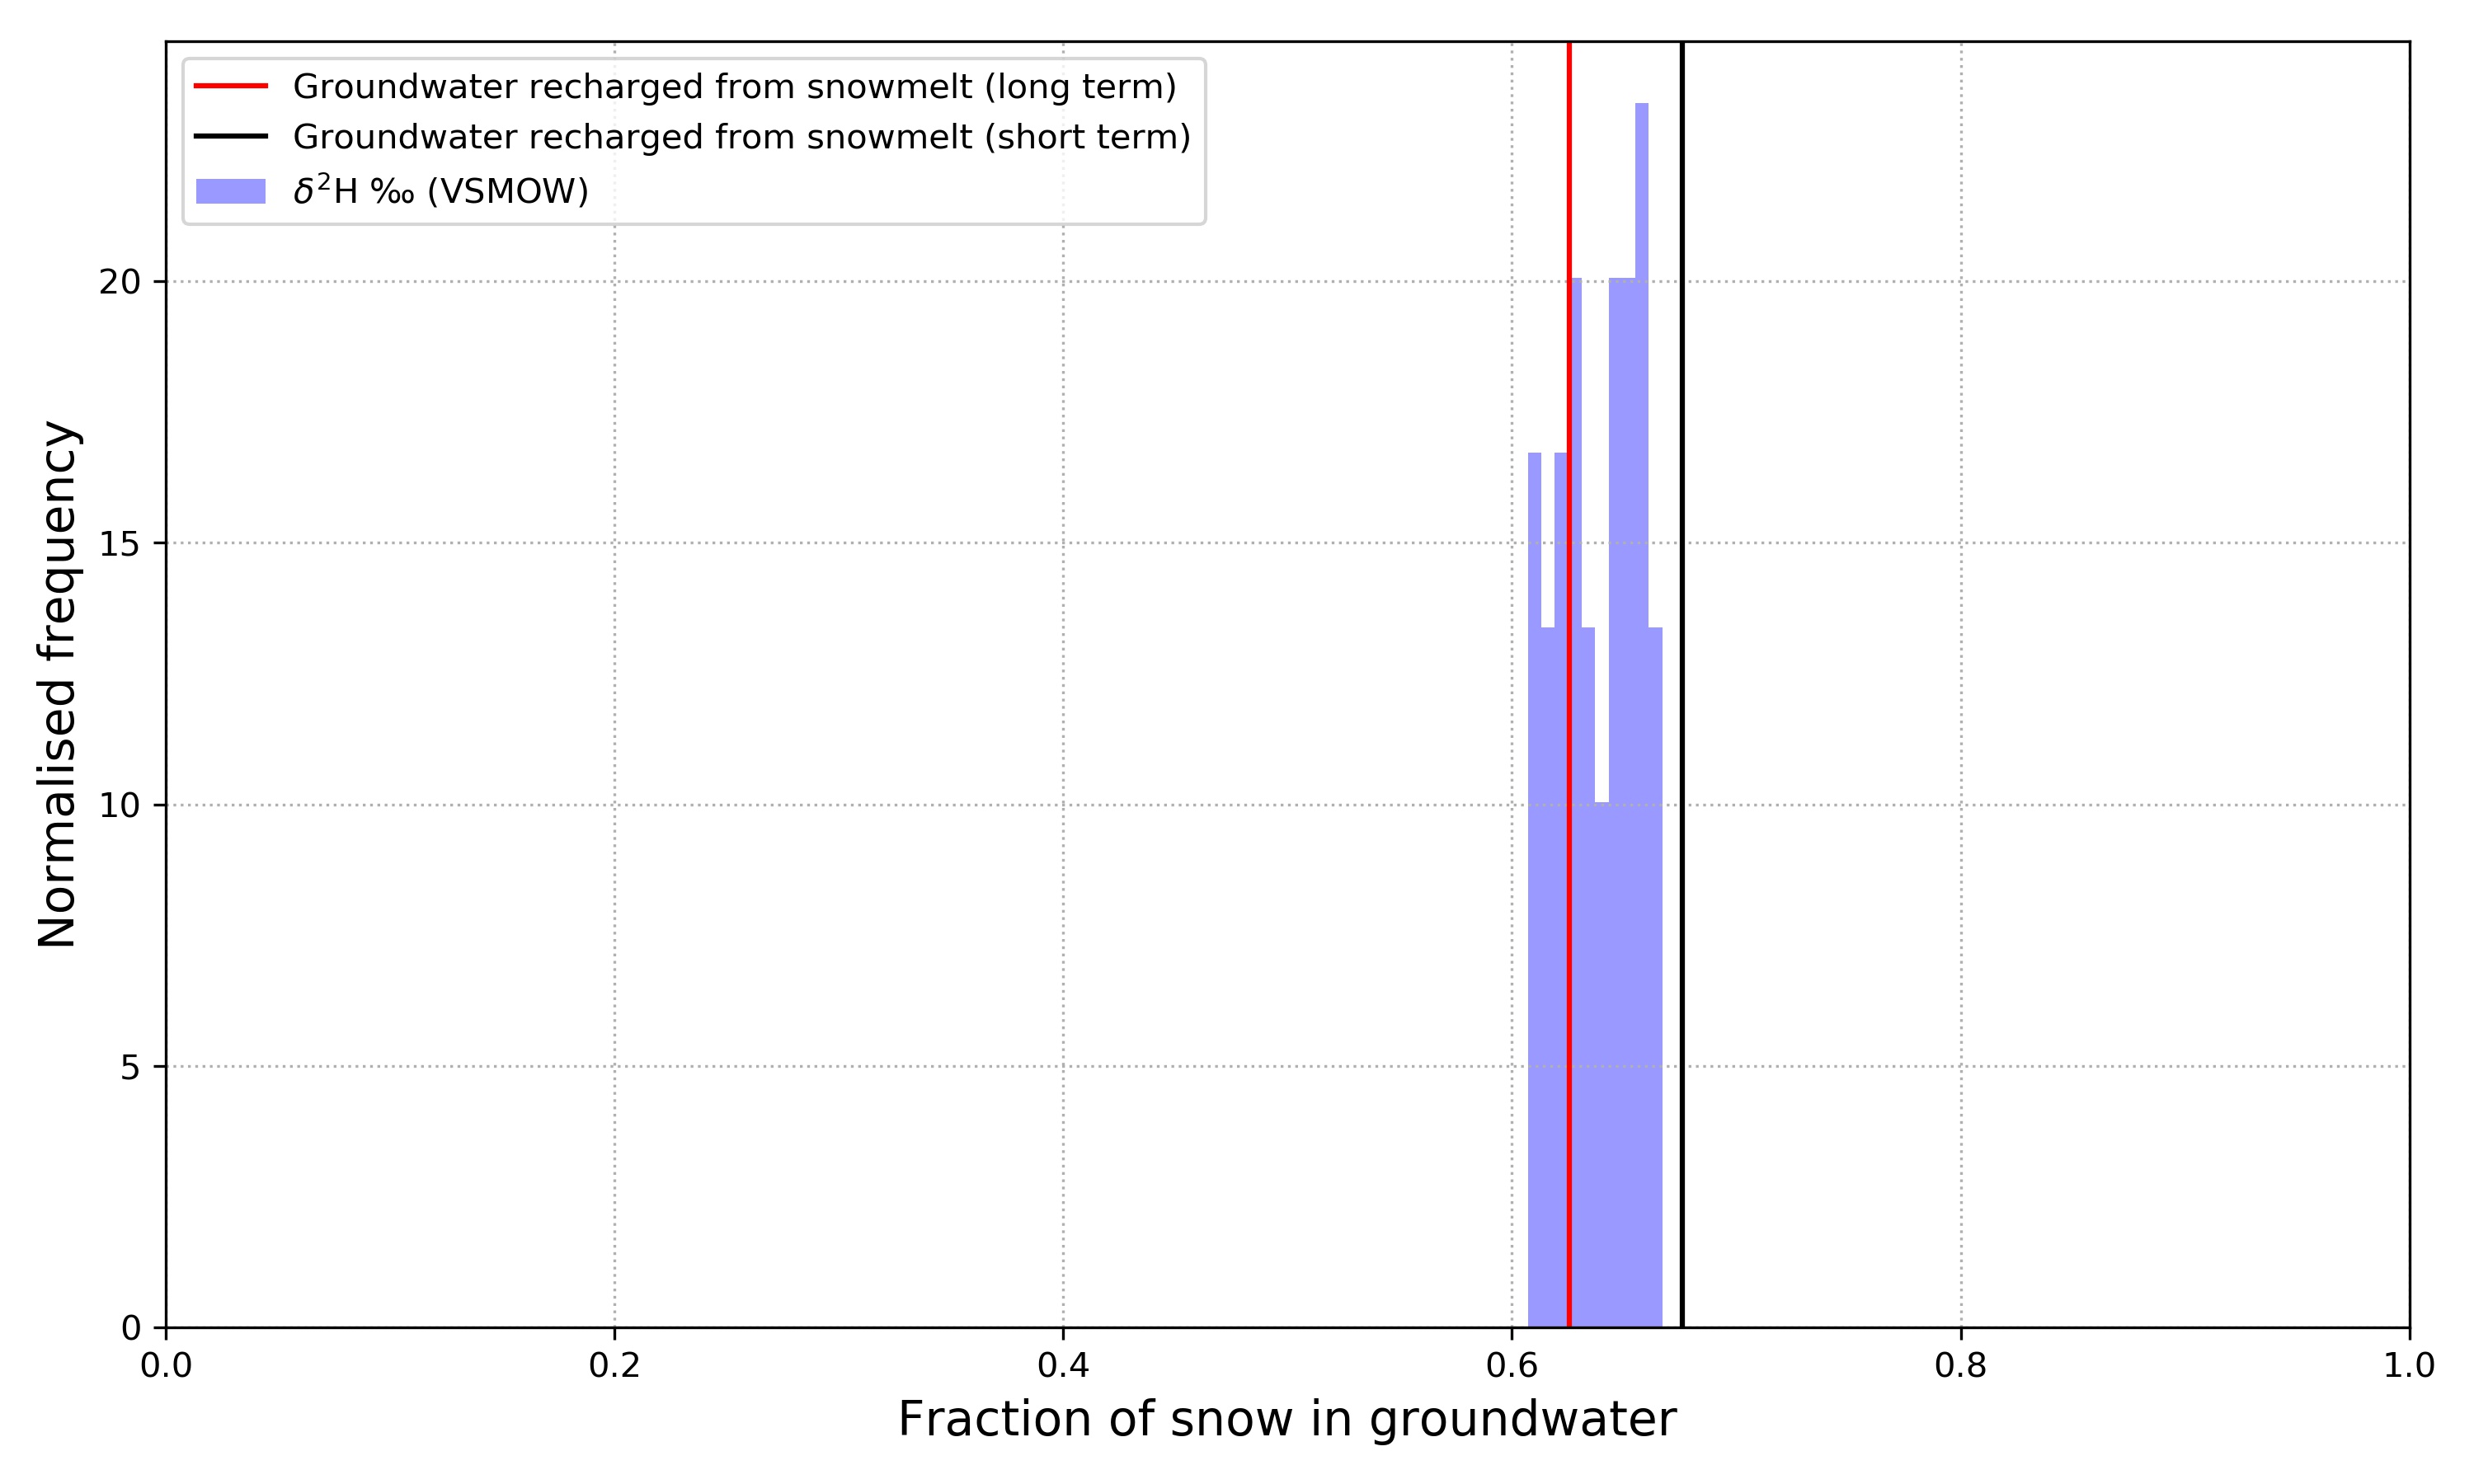 Groundwater recharged from snowmelt (long term)
Groundwater recharged from snowmelt (short term)
δ²H ‰ (VSMOW)
20
15
10
5
0
Normalised frequency
0.0 0.2 0.4 0.6 0.8 1.0
Fraction of snow in groundwater